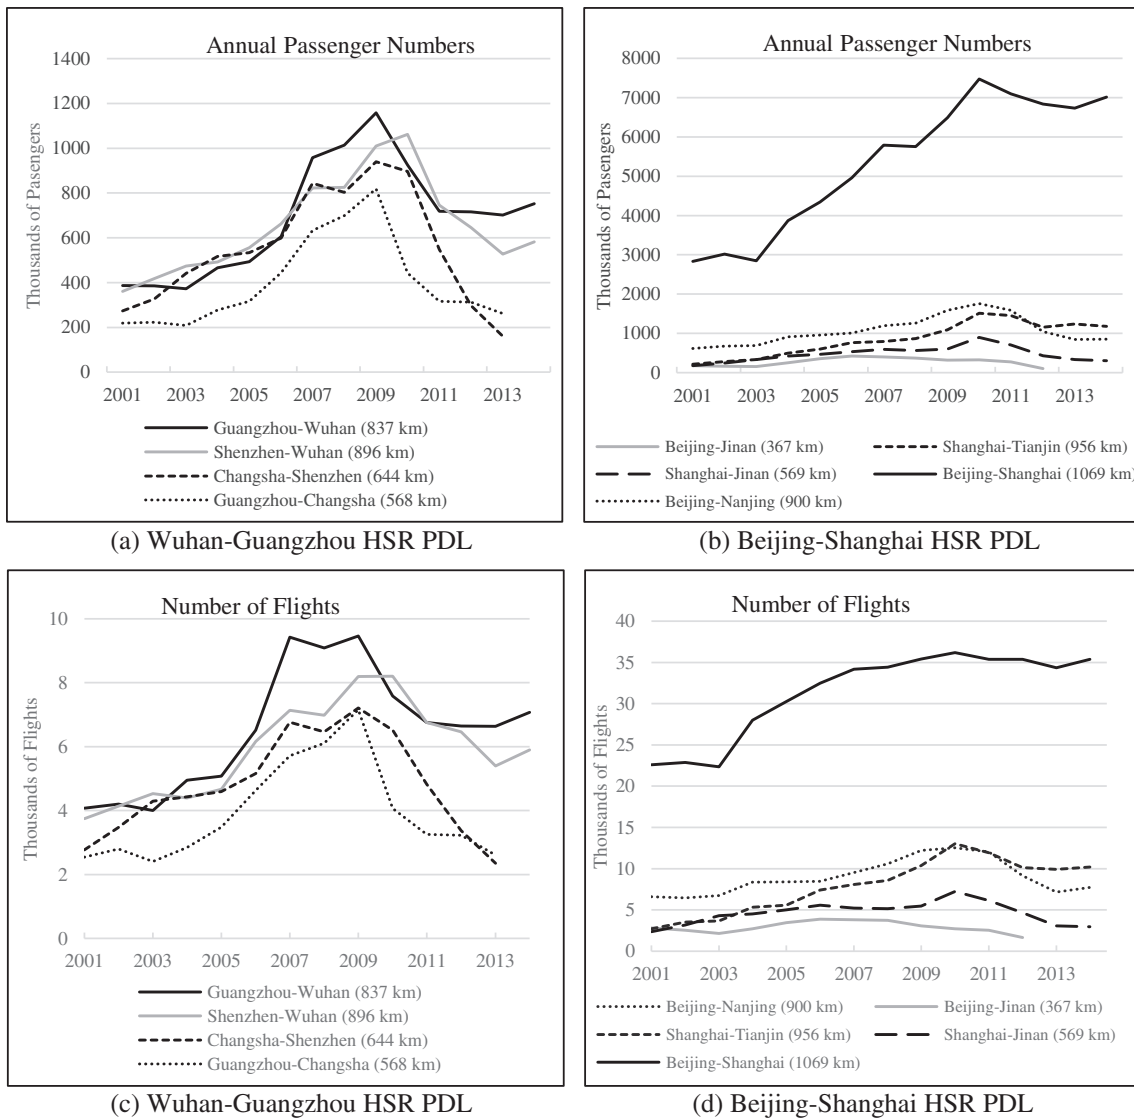 Annual Passenger Numbers
Thousands of Pasengers
1400
1200
1000
800
600
400
200
0
2001 2003 2005 2007 2009 2011 2013
Guangzhou-Wuhan (837 km)
Shenzhen-Wuhan (896 km)
Changsha-Shenzhen (644 km)
Guangzhou-Changsha (568 km)
(a) Wuhan-Guangzhou HSR PDL
Annual Passenger Numbers
Thousands of Pasengers
8000
7000
6000
5000
4000
3000
2000
1000
0
2001 2003 2005 2007 2009 2011 2013
Beijing-Jinan (367 km) Shanghai-Tianjin (956 km)
Shanghai-Jinan (569 km) Beijing-Shanghai (1069 km)
Beijing-Nanjing (900 km)
(b) Beijing-Shanghai HSR PDL
Number of Flights
Thousands of Flights
10
8
6
4
2
0
2001 2003 2005 2007 2009 2011 2013
Guangzhou-Wuhan (837 km)
Shenzhen-Wuhan (896 km)
Changsha-Shenzhen (644 km)
Guangzhou-Changsha (568 km)
(c) Wuhan-Guangzhou HSR PDL
Number of Flights
Thousands of Flights
40
35
30
25
20
15
10
5
0
2001 2003 2005 2007 2009 2011 2013
Beijing-Nanjing (900 km) Beijing-Jinan (367 km)
Shanghai-Tianjin (956 km) Shanghai-Jinan (569 km)
Beijing-Shanghai (1069 km)
(d) Beijing-Shanghai HSR PDL